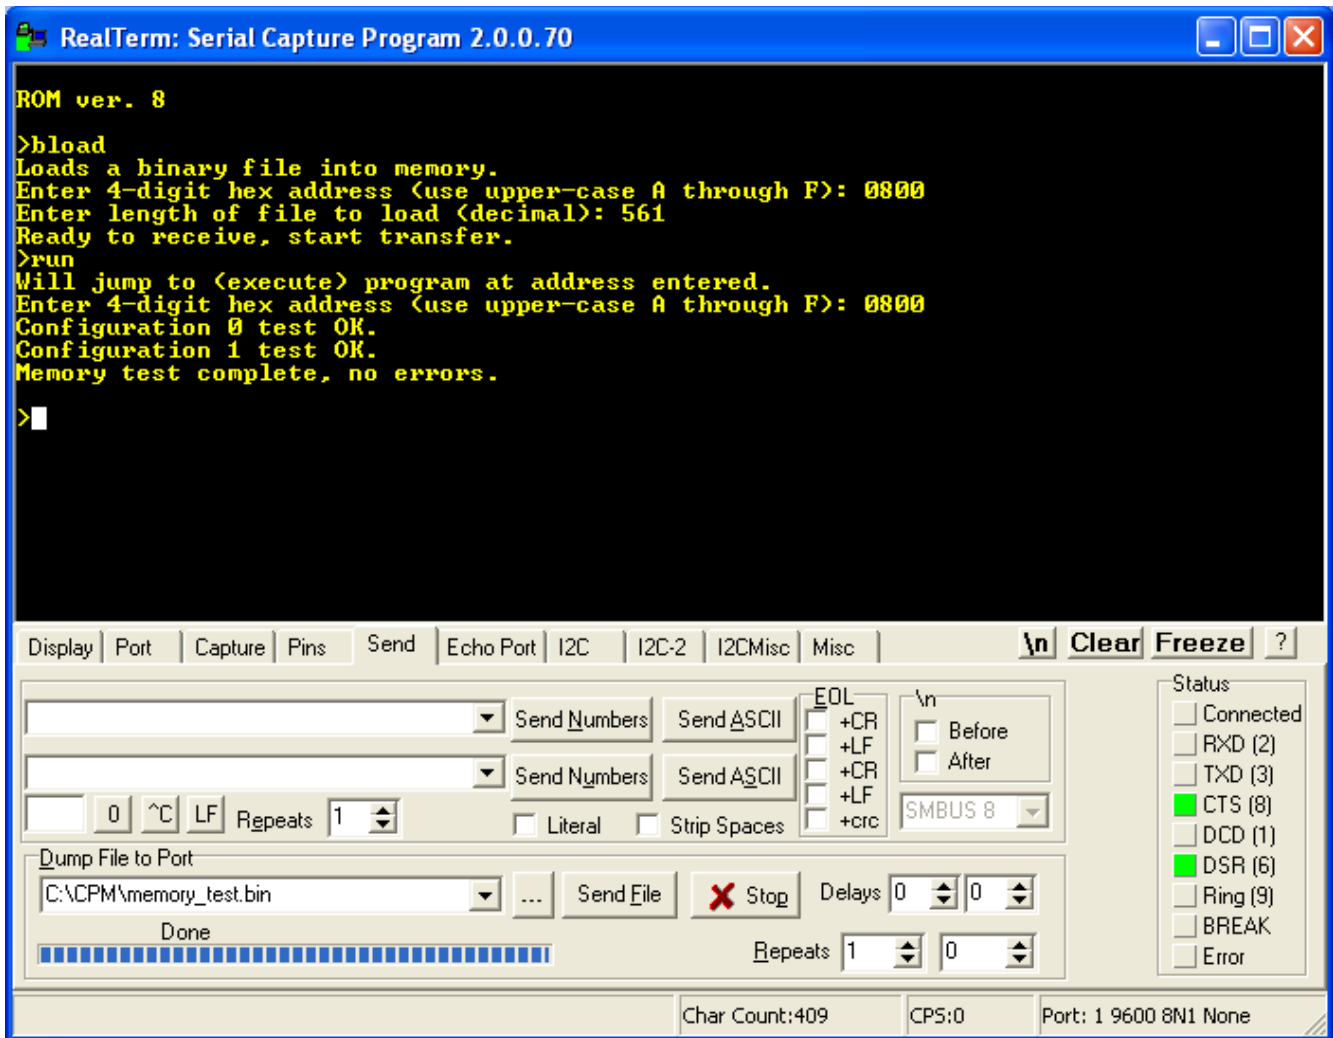 RealTerm: Serial Capture Program 2.0.0.70
ROM ver. 8
>bload
Loads a binary file into memory.
Enter 4-digit hex address (use upper-case A through F): 0800
Enter length of file to load (decimal): 561
Ready to receive, start transfer.
>run
Will jump to (execute) program at address entered.
Enter 4-digit hex address (use upper-case A through F): 0800
Configuration 0 test OK.
Configuration 1 test OK.
Memory test complete, no errors.
>
Display Port Capture Pins Send Echo Port I2C I2C-2 I2CMisc Misc \n Clear Freeze ?
Send Numbers Send ASCII
Send Numbers Send ASCII
0 ^C LF Repeats 1
Literal Strip Spaces
EOL
+CR
+LF
+CR
+LF
+crc
\n
Before
After
SMBUS 8
Dump File to Port
C:\CPM\memory_test.bin ... Send File Stop Delays 0 0
Done
Repeats 1 0
Status
Connected
RXD (2)
TXD (3)
CTS (8)
DCD (1)
DSR (6)
Ring (9)
BREAK
Error
Char Count:409 CPS:0 Port: 1 9600 8N1 None